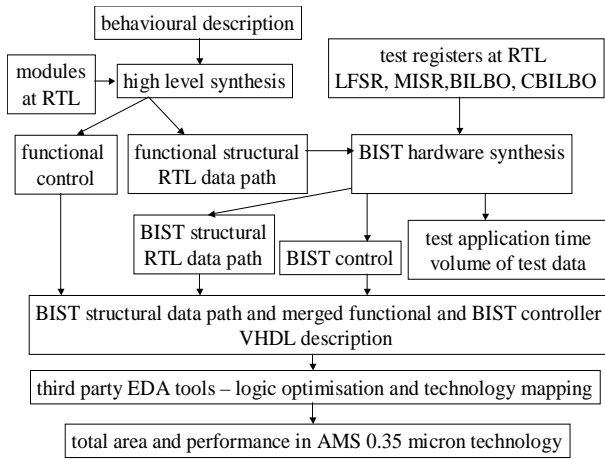 behavioural description
modules
at RTL
high level synthesis
test registers at RTL
LFSR, MISR,BILBO, CBILBO
functional
control
functional structural
RTL data path
BIST hardware synthesis
BIST structural
RTL data path
BIST control
test application time
volume of test data
BIST structural data path and merged functional and BIST controller
VHDL description
third party EDA tools – logic optimisation and technology mapping
total area and performance in AMS 0.35 micron technology